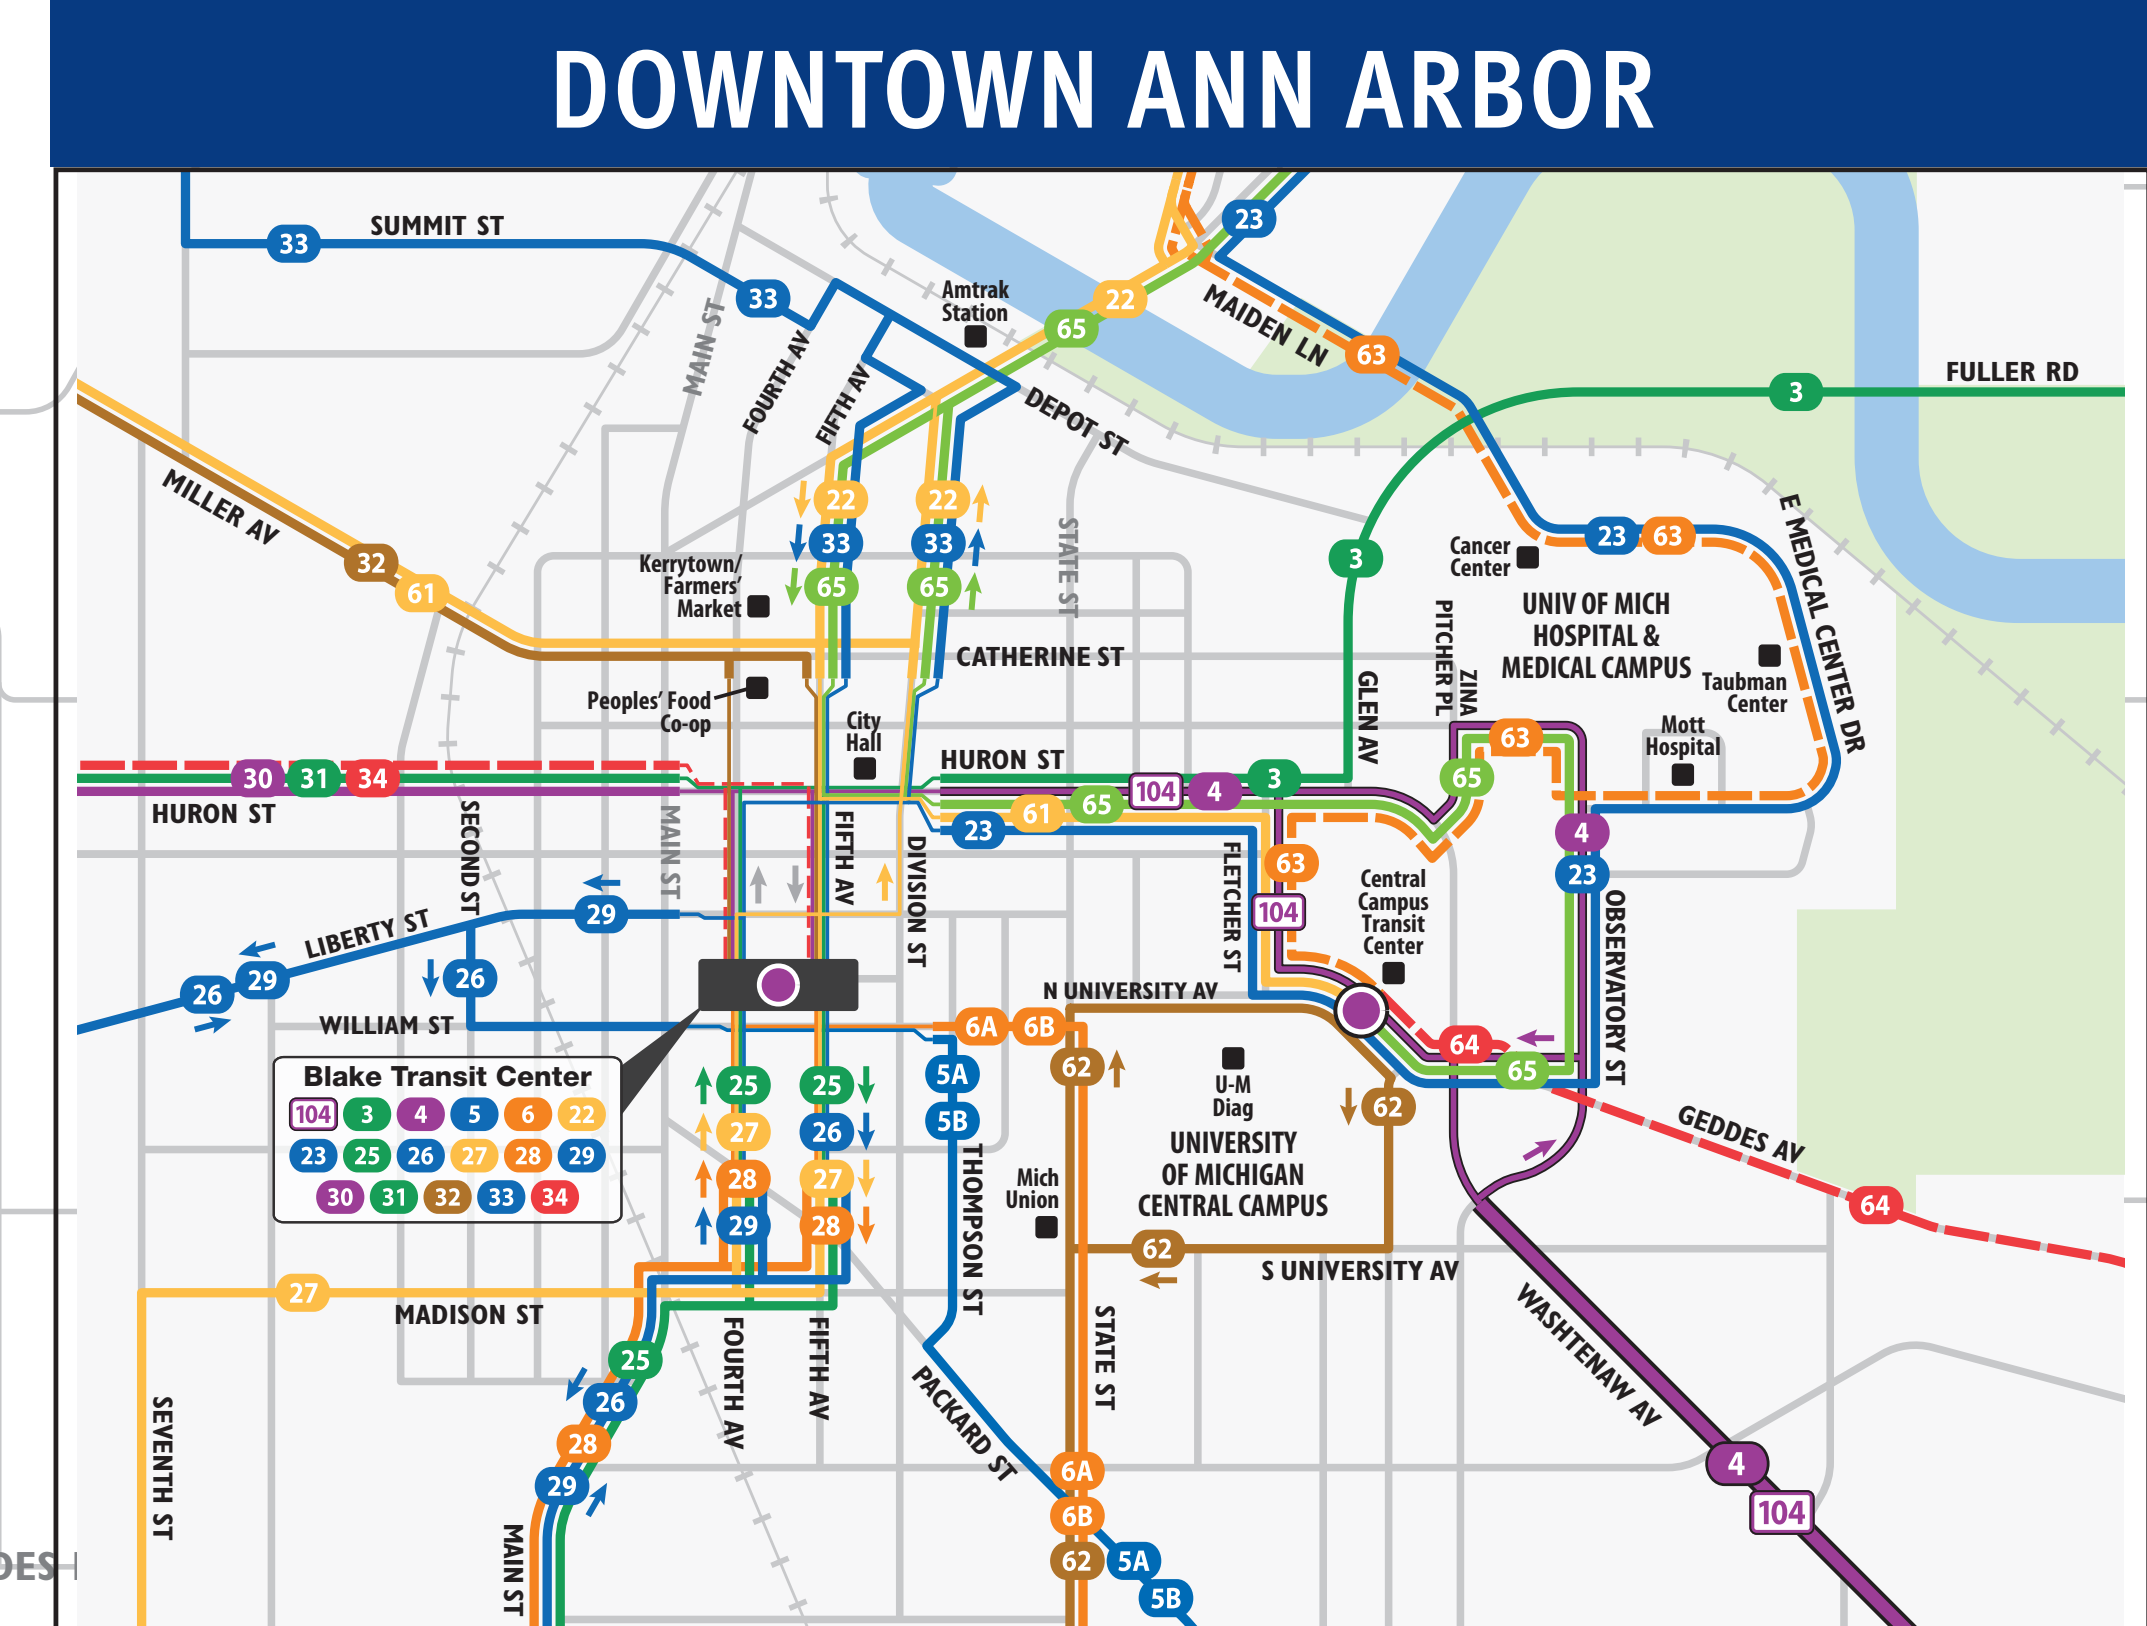 DOWNTOWN ANN ARBOR
SUMMIT ST
33
33
23
Amtrak
Station
22
65
MAIN ST
FOURTH AV
FIFTH AV
DEPOT ST
MAIDEN LN
63
FULLER RD
3
MILLER AV
32
61
22
22
33
33
65
65
STATE ST
Kerrytown/
Farmers'
Market
3
Cancer
Center
23
63
UNIV OF MICH
HOSPITAL &
MEDICAL CAMPUS
E MEDICAL CENTER DR
PITCHER PL
ZINA
Taubman
Center
Mott
Hospital
CATHERINE ST
Peoples' Food
Co-op
City
Hall
GLEN AV
HURON ST
63
65
30
31
34
HURON ST
104
4
3
65
61
23
SECOND ST
MAIN ST
FIFTH AV
DIVISION ST
FLETCHER ST
63
104
Central
Campus
Transit
Center
4
23
OBSERVATORY ST
29
LIBERTY ST
29
26
26
WILLIAM ST
N UNIVERSITY AV
6A
6B
62
64
65
U-M
Diag
62
GEDDES AV
64
Blake Transit Center
104
3
4
5
6
22
23
25
26
27
28
29
30
31
32
33
34
25
25
27
26
28
27
29
28
5A
5B
THOMPSON ST
Mich
Union
UNIVERSITY
OF MICHIGAN
CENTRAL CAMPUS
62
S UNIVERSITY AV
27
MADISON ST
FOURTH AV
FIFTH AV
STATE ST
WASHTENAW AV
25
26
28
29
SEVENTH ST
MAIN ST
PACKARD ST
6A
6B
62
5A
5B
4
104